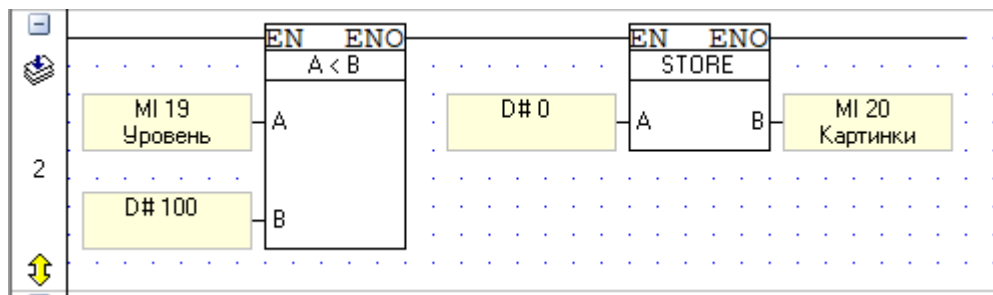 EN ENO
A < B
MI 19
Уровень
A
D# 100
B
2
EN ENO
STORE
D# 0
A
B
MI 20
Картинки